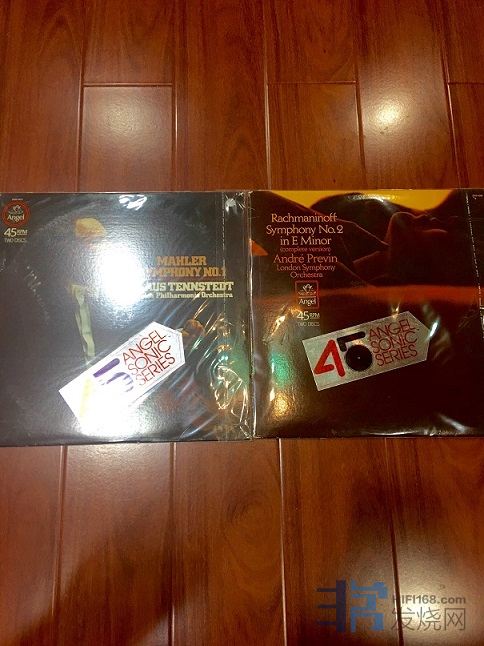 Angel
45 RPM
TWO DISCS
MAHLER
SYMPHONY NO.1
US TENNSTEDT
Philharmonic Orchestra
45
ANGEL
SONIC
SERIES
Rachmaninoff
Symphony No. 2
in E Minor
(complete version)
André Previn
London Symphony
Orchestra
Angel
45 RPM
TWO DISCS
45
ANGEL
SONIC
SERIES
HIFI168.com
发烧网